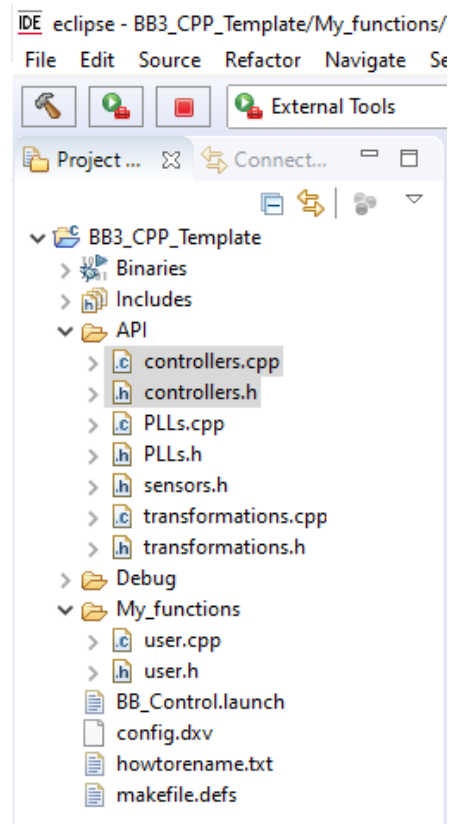 IDE eclipse - BB3_CPP_Template/My_functions/
File Edit Source Refactor Navigate Se
External Tools
Project ... Connect...
BB3_CPP_Template
Binaries
Includes
API
.c controllers.cpp
.h controllers.h
.c PLLs.cpp
.h PLLs.h
.h sensors.h
.c transformations.cpp
.h transformations.h
Debug
My_functions
.c user.cpp
.h user.h
BB_Control.launch
config.dxv
howtorename.txt
makefile.defs